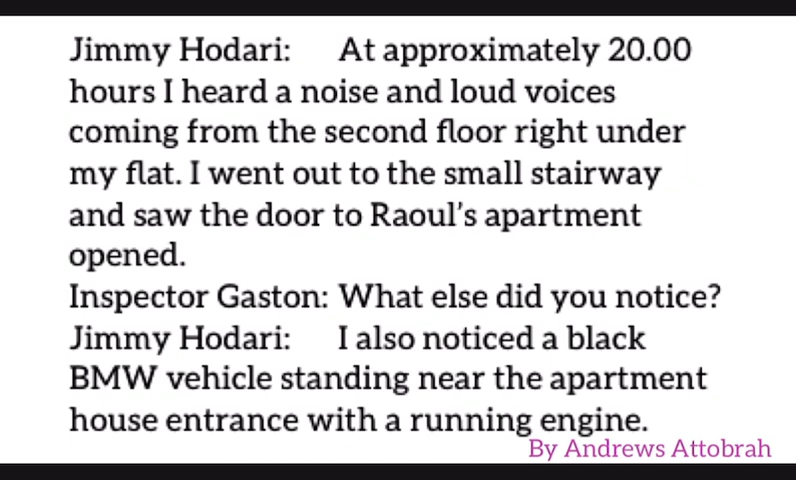 Jimmy Hodari: At approximately 20.00
hours I heard a noise and loud voices
coming from the second floor right under
my flat. I went out to the small stairway
and saw the door to Raoul's apartment
opened.
Inspector Gaston: What else did you notice?
Jimmy Hodari: I also noticed a black
BMW vehicle standing near the apartment
house entrance with a running engine.
By Andrews Attobrah